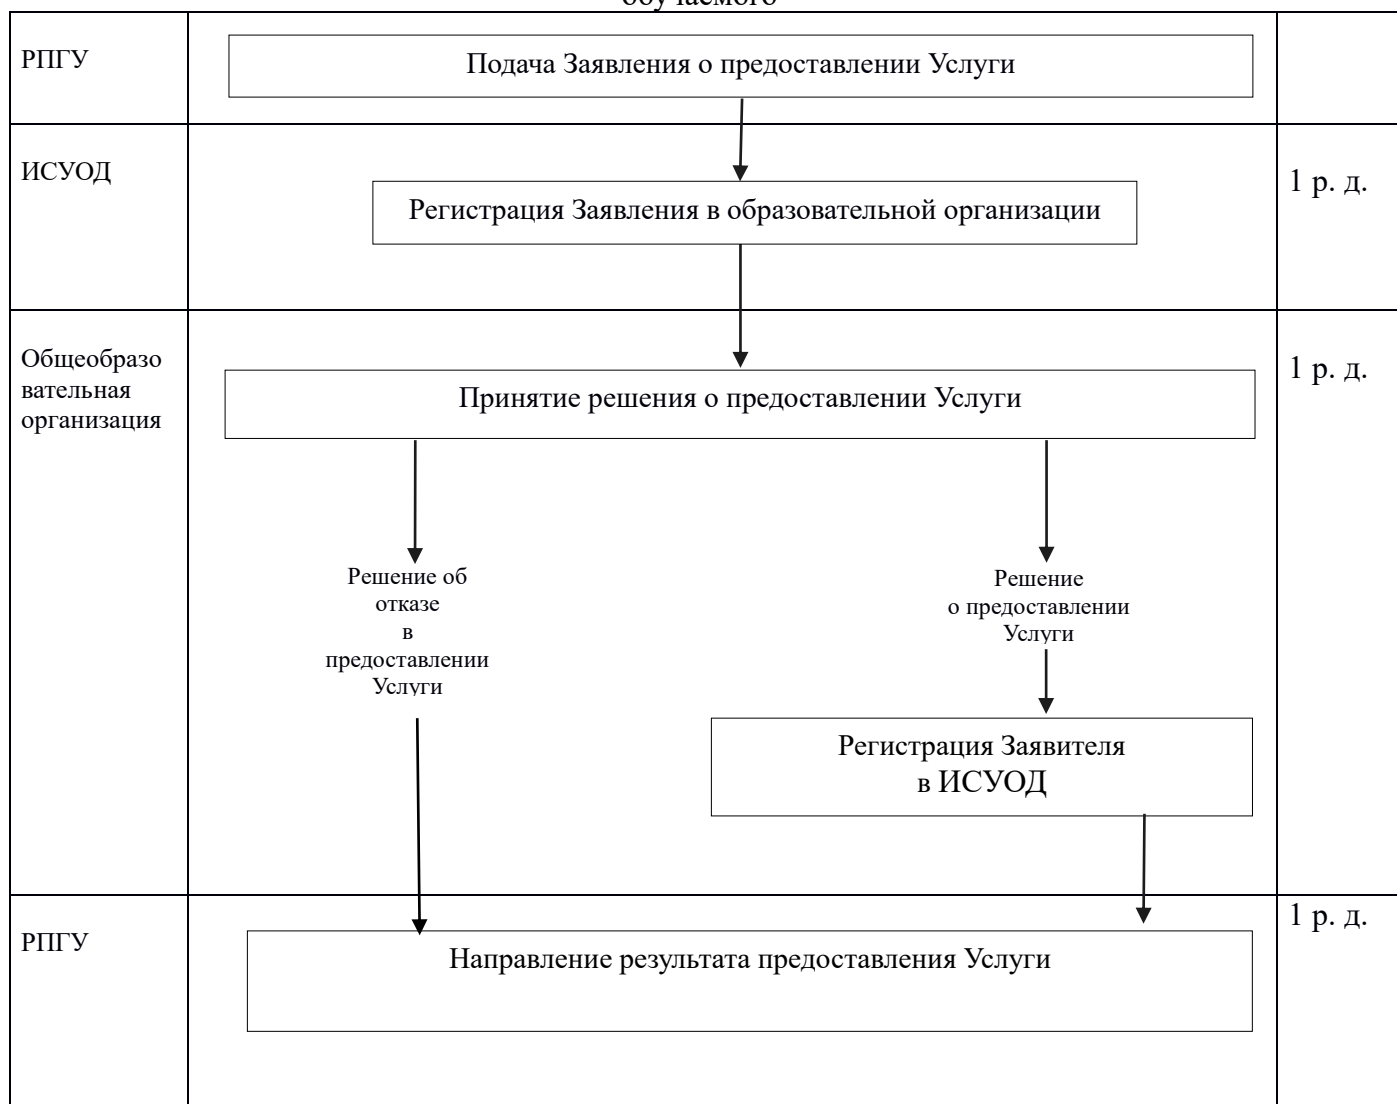 обучаемого
РПГУ
Подача Заявления о предоставлении Услуги
ИСУОД
1 р. д.
Регистрация Заявления в образовательной организации
Общеобразо
вательная
организация
1 р. д.
Принятие решения о предоставлении Услуги
Решение об
отказе
в
предоставлении
Услуги
Решение
о предоставлении
Услуги
Регистрация Заявителя
в ИСУОД
РПГУ
1 р. д.
Направление результата предоставления Услуги